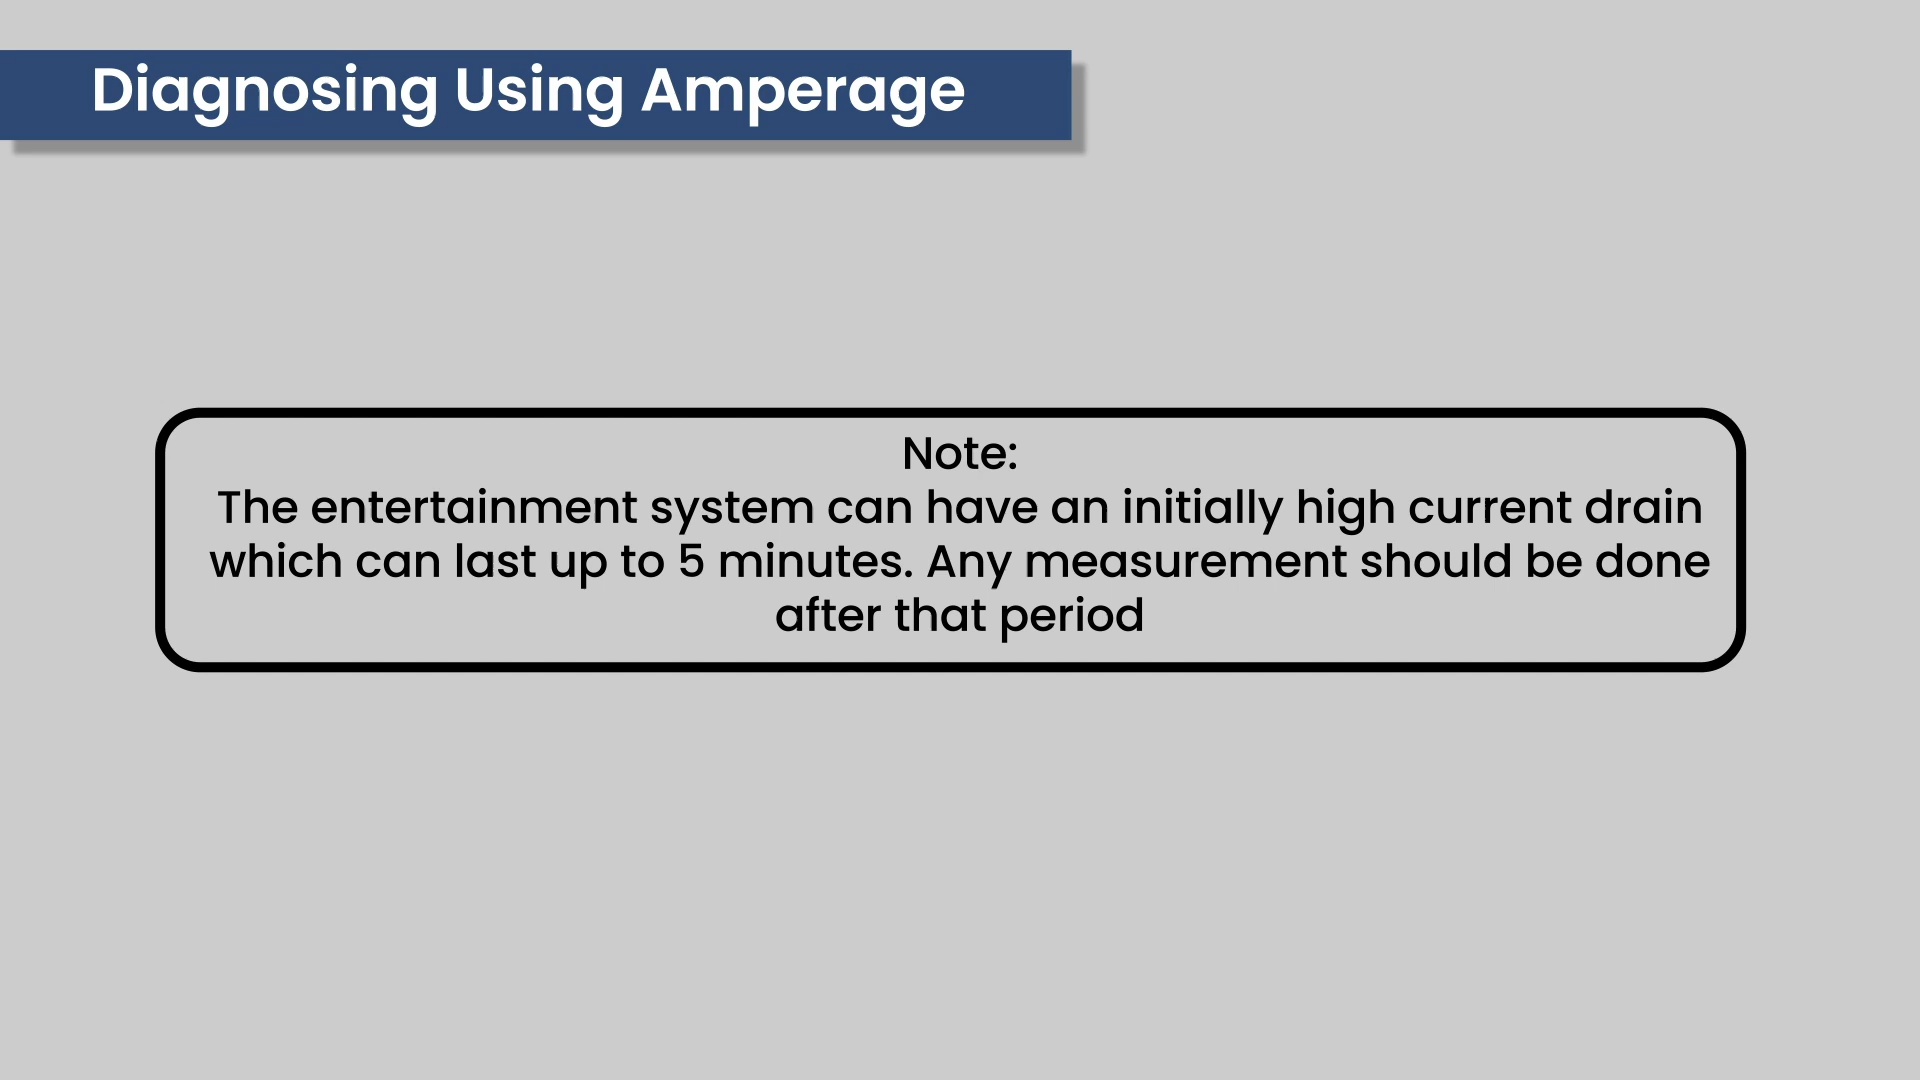 Diagnosing Using Amperage
Note:
The entertainment system can have an initially high current drain
which can last up to 5 minutes. Any measurement should be done
after that period